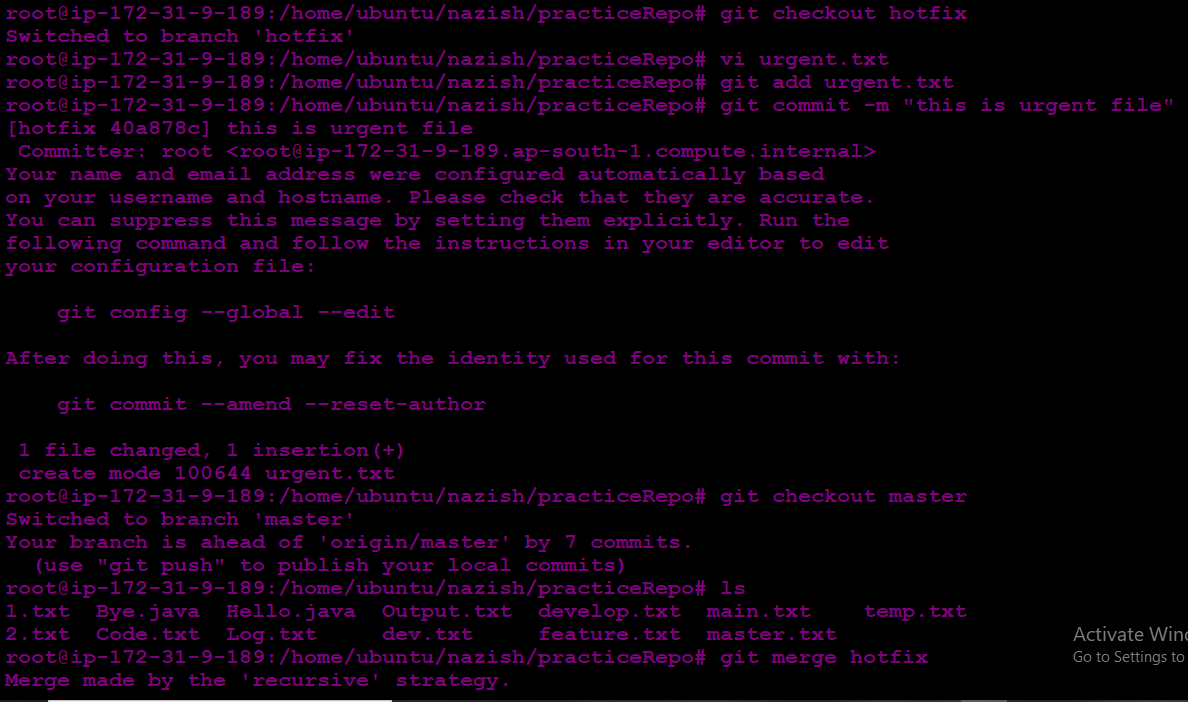 root@ip-172-31-9-189:/home/ubuntu/nazish/practiceRepo# git checkout hotfix
Switched to branch 'hotfix'
root@ip-172-31-9-189:/home/ubuntu/nazish/practiceRepo# vi urgent.txt
root@ip-172-31-9-189:/home/ubuntu/nazish/practiceRepo# git add urgent.txt
root@ip-172-31-9-189:/home/ubuntu/nazish/practiceRepo# git commit -m "this is urgent file"
[hotfix 40a878c] this is urgent file
 Committer: root <root@ip-172-31-9-189.ap-south-1.compute.internal>
Your name and email address were configured automatically based
on your username and hostname. Please check that they are accurate.
You can suppress this message by setting them explicitly. Run the
following command and follow the instructions in your editor to edit
your configuration file:

    git config --global --edit

After doing this, you may fix the identity used for this commit with:

    git commit --amend --reset-author

 1 file changed, 1 insertion(+)
 create mode 100644 urgent.txt
root@ip-172-31-9-189:/home/ubuntu/nazish/practiceRepo# git checkout master
Switched to branch 'master'
Your branch is ahead of 'origin/master' by 7 commits.
  (use "git push" to publish your local commits)
root@ip-172-31-9-189:/home/ubuntu/nazish/practiceRepo# ls
1.txt  Bye.java  Hello.java  Output.txt  develop.txt  main.txt    temp.txt
2.txt  Code.txt  Log.txt     dev.txt     feature.txt  master.txt
root@ip-172-31-9-189:/home/ubuntu/nazish/practiceRepo# git merge hotfix
Merge made by the 'recursive' strategy.
Activate Win
Go to Settings to